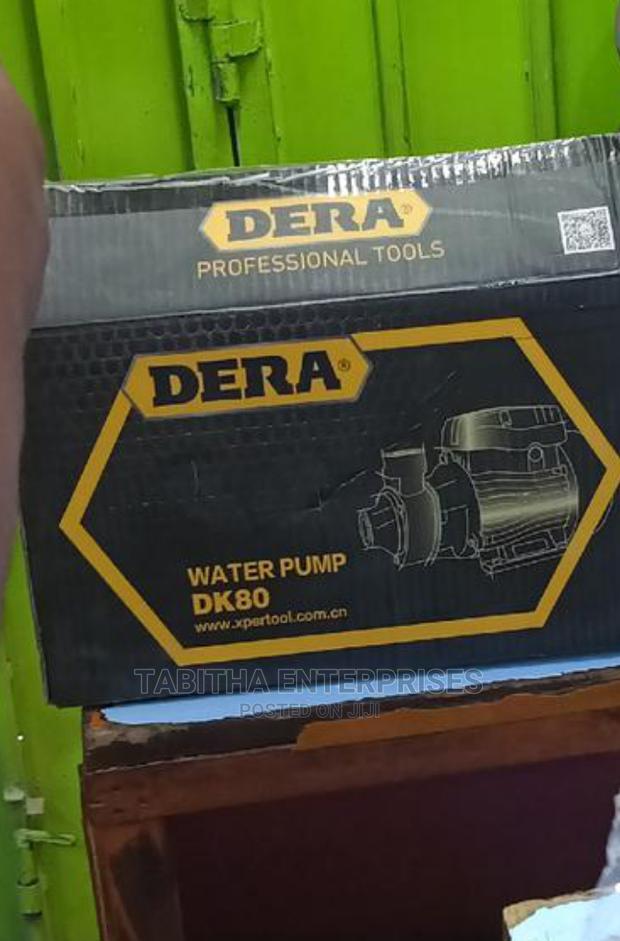 DERA®
PROFESSIONAL TOOLS
DERA®
WATER PUMP
DK80
www.xpertool.com.cn
TABITHA ENTERPRISES
POSTED ON JIJI